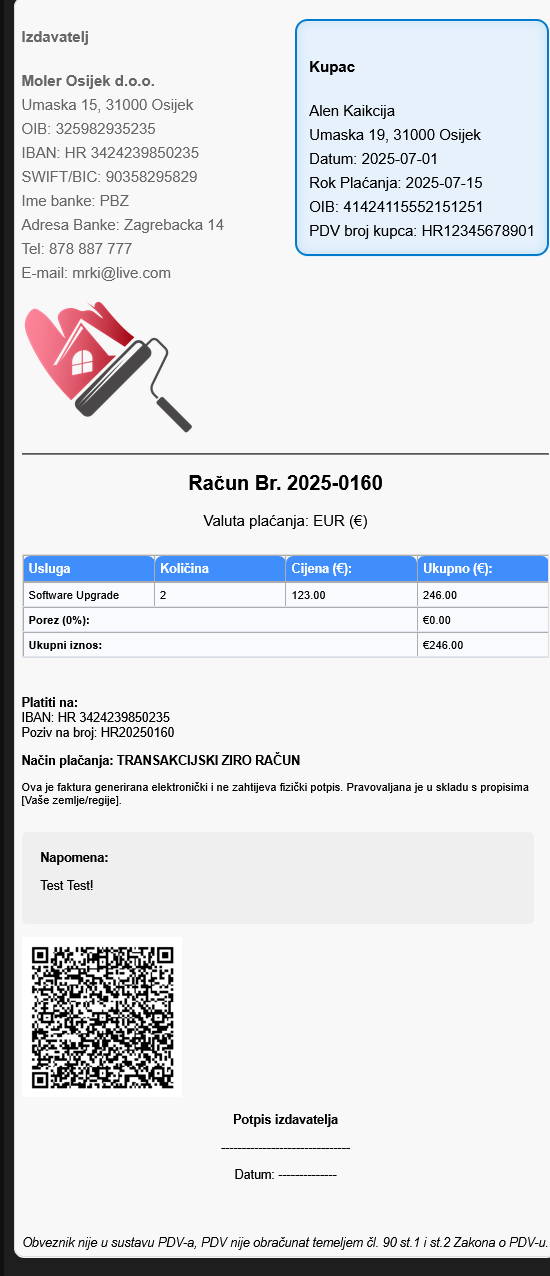 Izdavatelj
Moler Osijek d.o.o.
Umaska 15, 31000 Osijek
OIB: 325982935235
IBAN: HR 3424239850235
SWIFT/BIC: 90358295829
Ime banke: PBZ
Adresa Banke: Zagrebacka 14
Tel: 878 887 777
E-mail: mrki@live.com
Kupac
Alen Kaikcija
Umaska 19, 31000 Osijek
Datum: 2025-07-01
Rok Plaćanja: 2025-07-15
OIB: 41424115552151251
PDV broj kupca: HR12345678901
Račun Br. 2025-0160
Valuta plaćanja: EUR (€)
Usluga Količina Cijena (€): Ukupno (€):
Software Upgrade 2 123.00 246.00
Porez (0%): €0.00
Ukupni iznos: €246.00
Platiti na:
IBAN: HR 3424239850235
Poziv na broj: HR20250160
Način plačanja: TRANSAKCIJSKI ZIRO RAČUN
Ova je faktura generirana elektronički i ne zahtijeva fizički potpis. Pravovaljana je u skladu s propisima
[Vaše zemlje/regije].
Napomena:
Test Test!
Potpis izdavatelja
--------------------------------
Datum: --------------
Obveznik nije u sustavu PDV-a, PDV nije obračunat temeljem čl. 90 st.1 i st.2 Zakona o PDV-u.